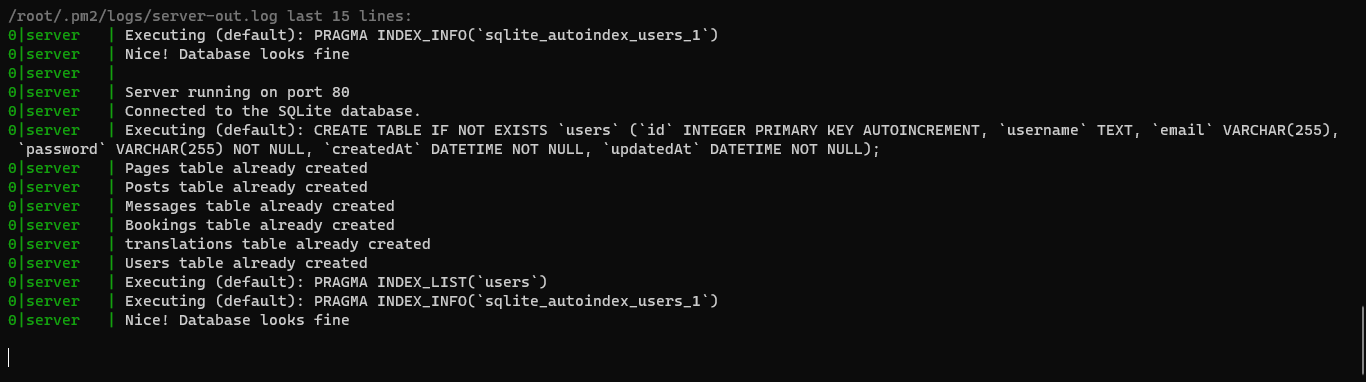 /root/.pm2/logs/server-out.log last 15 lines:
0|server   | Executing (default): PRAGMA INDEX_INFO(`sqlite_autoindex_users_1`)
0|server   | Nice! Database looks fine
0|server   |
0|server   | Server running on port 80
0|server   | Connected to the SQLite database.
0|server   | Executing (default): CREATE TABLE IF NOT EXISTS `users` (`id` INTEGER PRIMARY KEY AUTOINCREMENT, `username` TEXT, `email` VARCHAR(255),
`password` VARCHAR(255) NOT NULL, `createdAt` DATETIME NOT NULL, `updatedAt` DATETIME NOT NULL);
0|server   | Pages table already created
0|server   | Posts table already created
0|server   | Messages table already created
0|server   | Bookings table already created
0|server   | translations table already created
0|server   | Users table already created
0|server   | Executing (default): PRAGMA INDEX_LIST(`users`)
0|server   | Executing (default): PRAGMA INDEX_INFO(`sqlite_autoindex_users_1`)
0|server   | Nice! Database looks fine